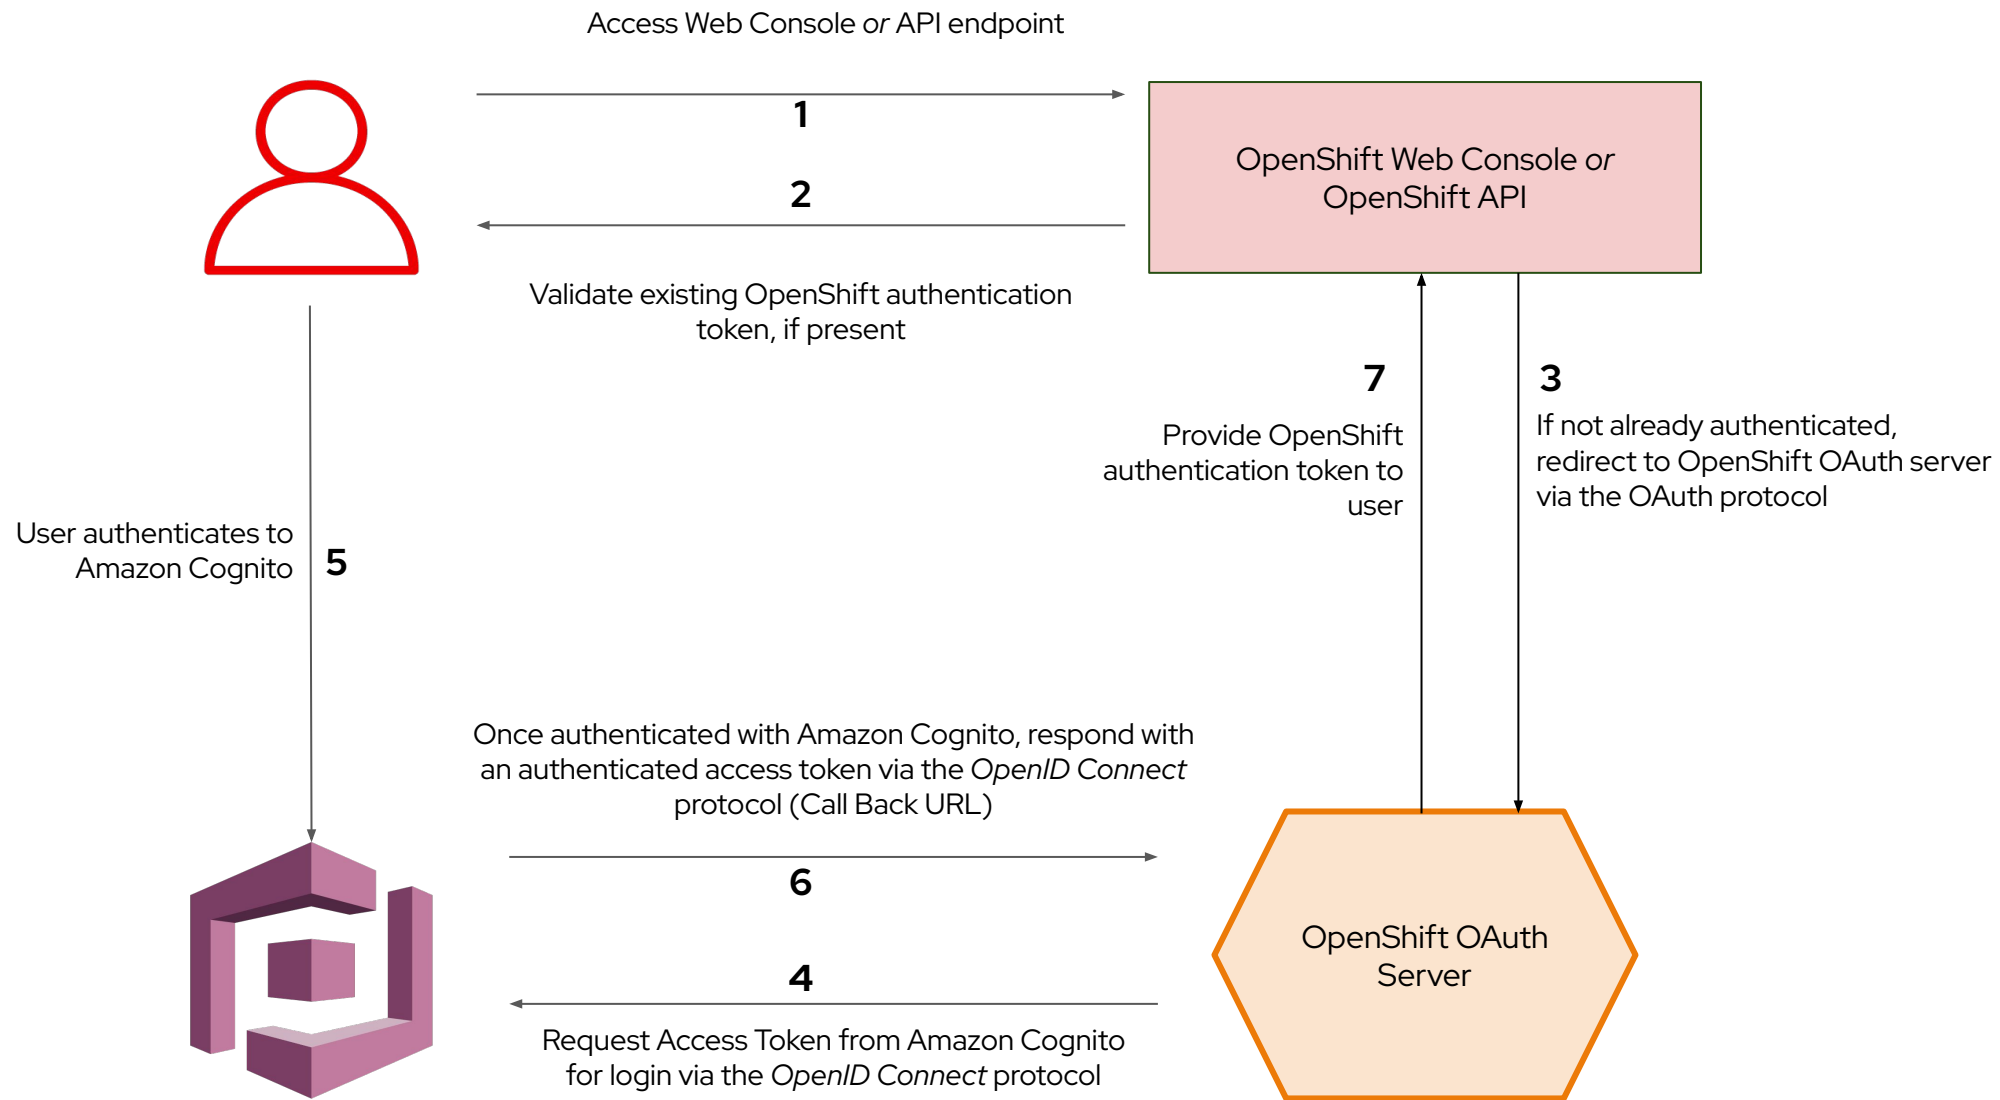 Access Web Console or API endpoint
1
OpenShift Web Console or
OpenShift API
2
Validate existing OpenShift authentication
token, if present
7
Provide OpenShift
authentication token to
user
3
If not already authenticated,
redirect to OpenShift OAuth server
via the OAuth protocol
User authenticates to
Amazon Cognito
5
Once authenticated with Amazon Cognito, respond with
an authenticated access token via the OpenID Connect
protocol (Call Back URL)
6
OpenShift OAuth
Server
4
Request Access Token from Amazon Cognito
for login via the OpenID Connect protocol